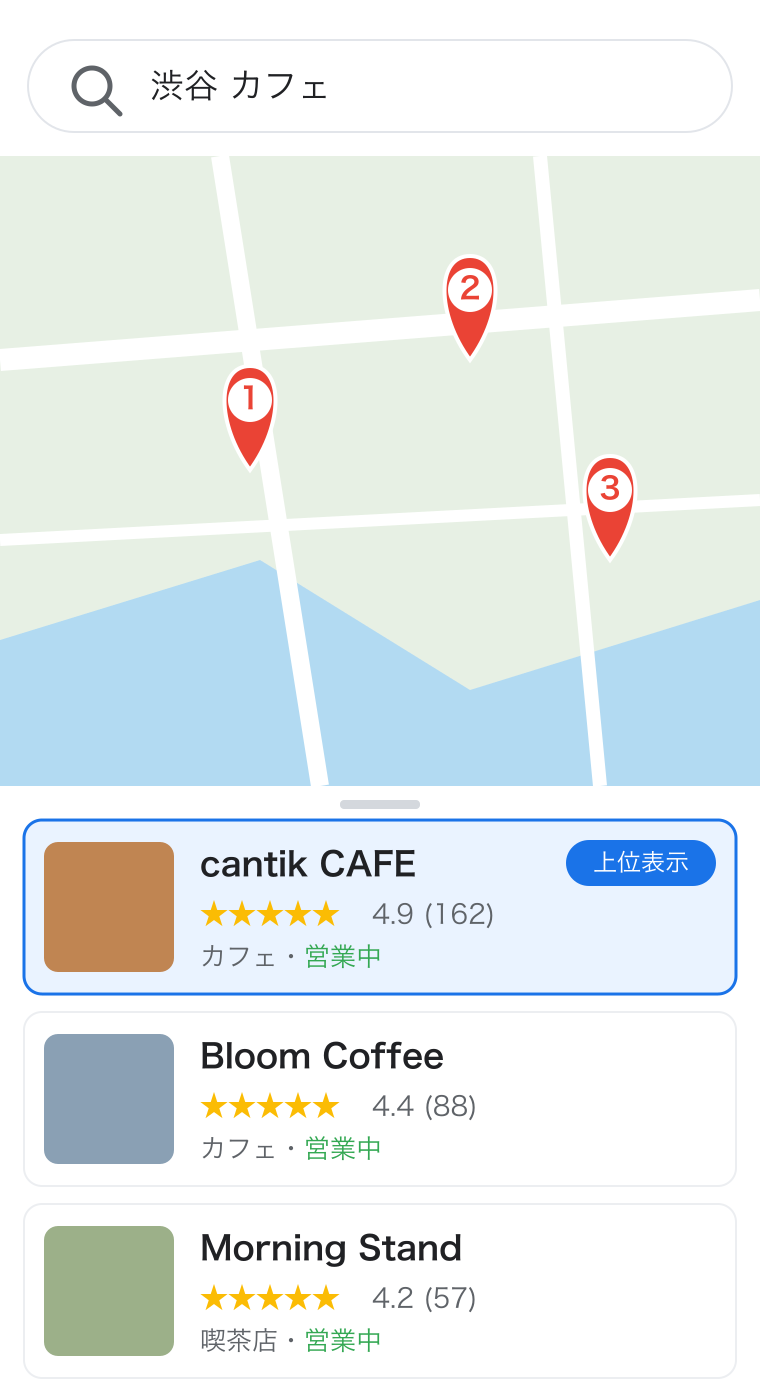 渋谷 カフェ
2
1
3
cantik CAFE
上位表示
★★★★★ 4.9 (162)
カフェ・営業中
Bloom Coffee
★★★★★ 4.4 (88)
カフェ・営業中
Morning Stand
★★★★★ 4.2 (57)
喫茶店・営業中